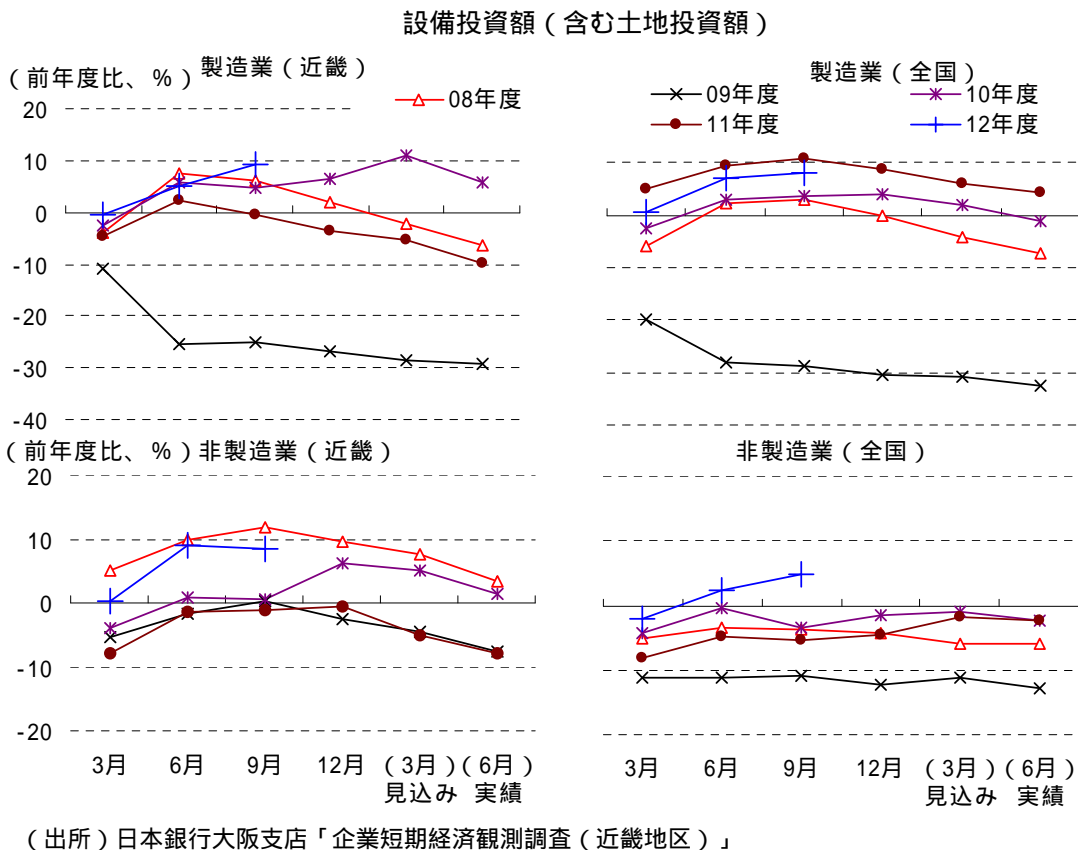 設備投資額（含む土地投資額）
（前年度比、％）
製造業（近畿）
08年度
20
10
0
-10
-20
-30
-40
製造業（全国）
09年度
10年度
11年度
12年度
（前年度比、％）
非製造業（近畿）
20
10
0
-10
-20
3月
6月
9月
12月
（3月）
見込み
（6月）
実績
非製造業（全国）
3月
6月
9月
12月
（3月）
見込み
（6月）
実績
（出所）日本銀行大阪支店「企業短期経済観測調査（近畿地区）」